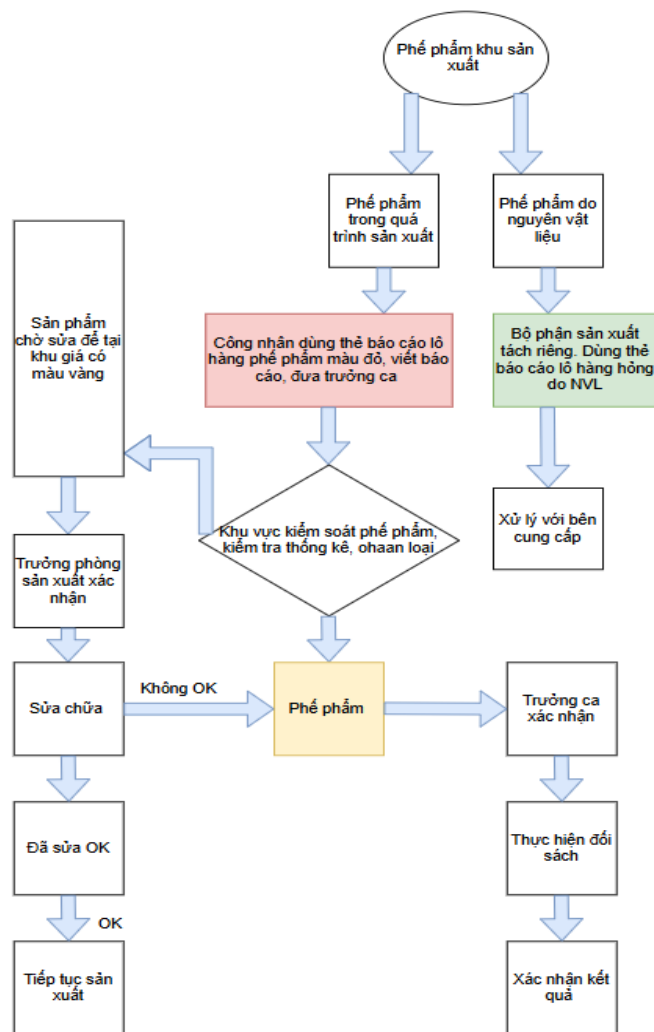 Phế phẩm khu sản
xuất
Phế phẩm
trong quá
trình sản xuất
Phế phẩm do
nguyên vật
liệu
Sản phẩm
chờ sửa để tại
khu giá có
màu vàng
Công nhân dùng thẻ báo cáo lô
hàng phế phẩm màu đỏ, viết báo
cáo, đưa trưởng ca
Bộ phận sản xuất
tách riêng. Dùng thẻ
báo cáo lô hàng hỏng
do NVL
Khu vực kiểm soát phế phẩm,
kiểm tra thống kê, ohaan loại
Xử lý với bên
cung cấp
Trưởng phòng
sản xuất xác
nhận
Sửa chữa
Không OK
Phế phẩm
Trưởng ca
xác nhận
Đã sửa OK
Thực hiện đối
sách
OK
Tiếp tục sản
xuất
Xác nhận kết
quả